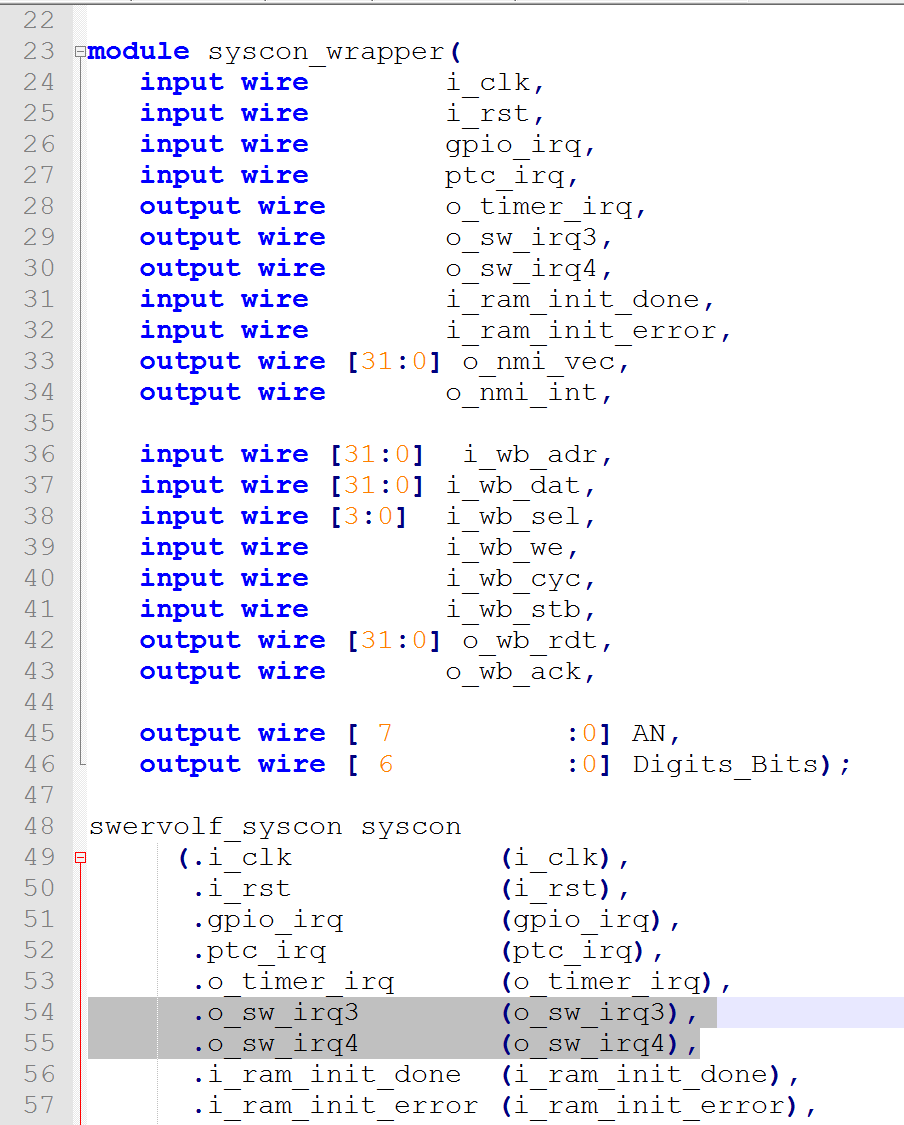 22
23 module syscon_wrapper(
24    input wire        i_clk,
25    input wire        i_rst,
26    input wire        gpio_irq,
27    input wire        ptc_irq,
28    output wire       o_timer_irq,
29    output wire       o_sw_irq3,
30    output wire       o_sw_irq4,
31    input wire        i_ram_init_done,
32    input wire        i_ram_init_error,
33    output wire [31:0] o_nmi_vec,
34    output wire       o_nmi_int,
35
36    input wire [31:0]  i_wb_adr,
37    input wire [31:0] i_wb_dat,
38    input wire [3:0]  i_wb_sel,
39    input wire        i_wb_we,
40    input wire        i_wb_cyc,
41    input wire        i_wb_stb,
42    output wire [31:0] o_wb_rdt,
43    output wire       o_wb_ack,
44
45    output wire [ 7          :0] AN,
46    output wire [ 6          :0] Digits_Bits);
47
48 swervolf_syscon syscon
49      (.i_clk            (i_clk),
50       .i_rst            (i_rst),
51       .gpio_irq         (gpio_irq),
52       .ptc_irq          (ptc_irq),
53       .o_timer_irq      (o_timer_irq),
54       .o_sw_irq3        (o_sw_irq3),
55       .o_sw_irq4        (o_sw_irq4),
56       .i_ram_init_done  (i_ram_init_done),
57       .i_ram_init_error (i_ram_init_error),